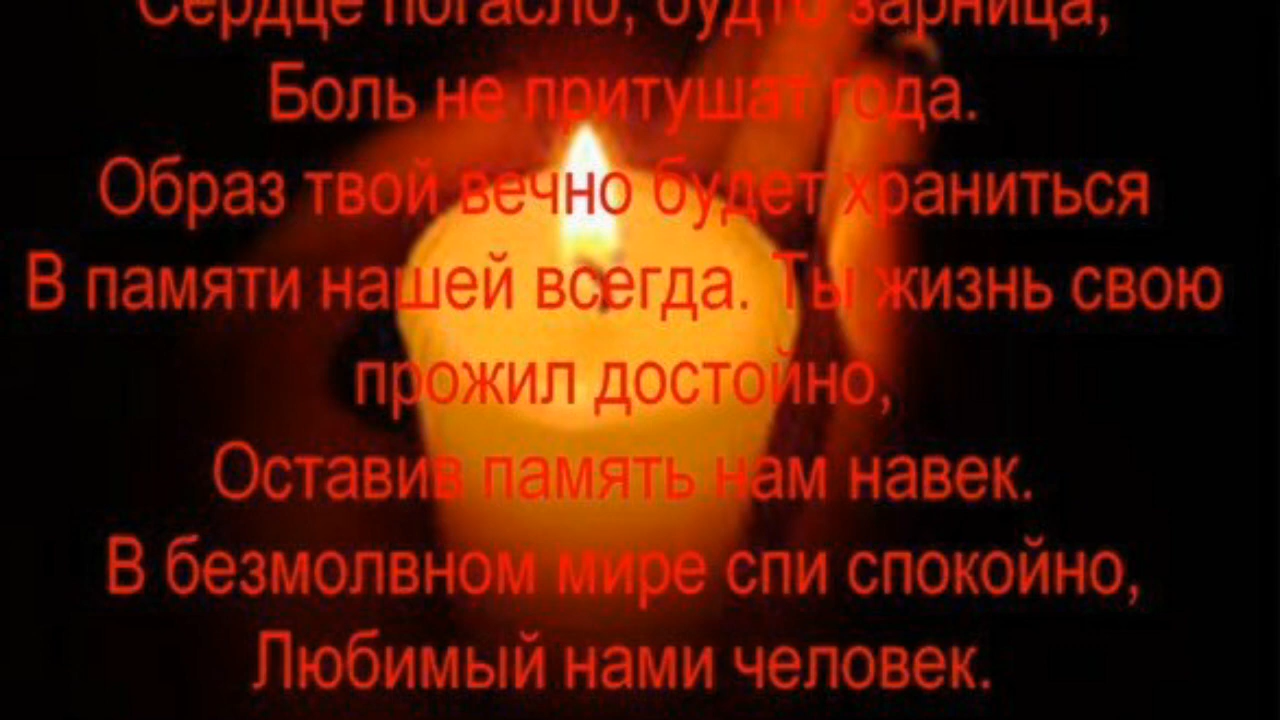 Сердце погасло, будто зарница,
Боль не притушат года.
Образ твой вечно будет храниться
В памяти нашей всегда. Ты жизнь свою
прожил достойно,
Оставив память нам навек.
В безмолвном мире спи спокойно,
Любимый нами человек.